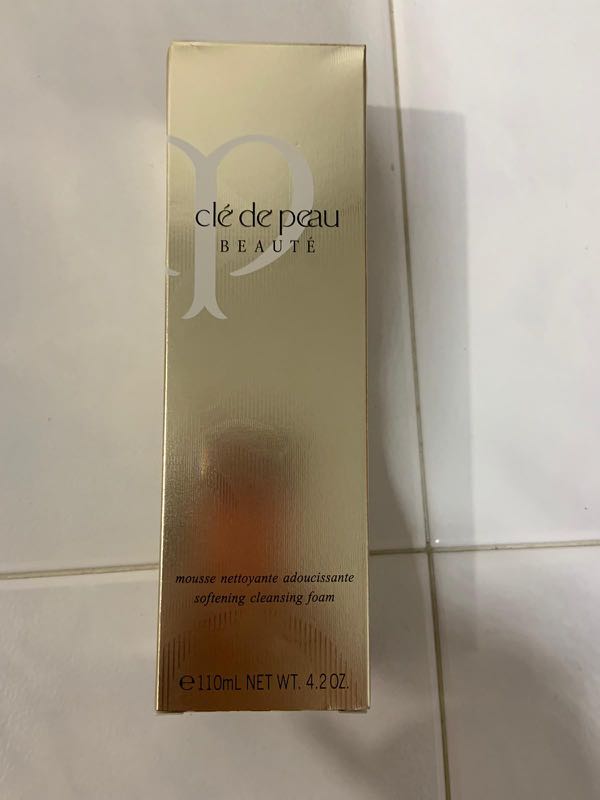 clé de peau
BEAUTÉ
mousse nettoyante adoucissante
softening cleansing foam
℮110mL NET WT. 4.2 OZ.